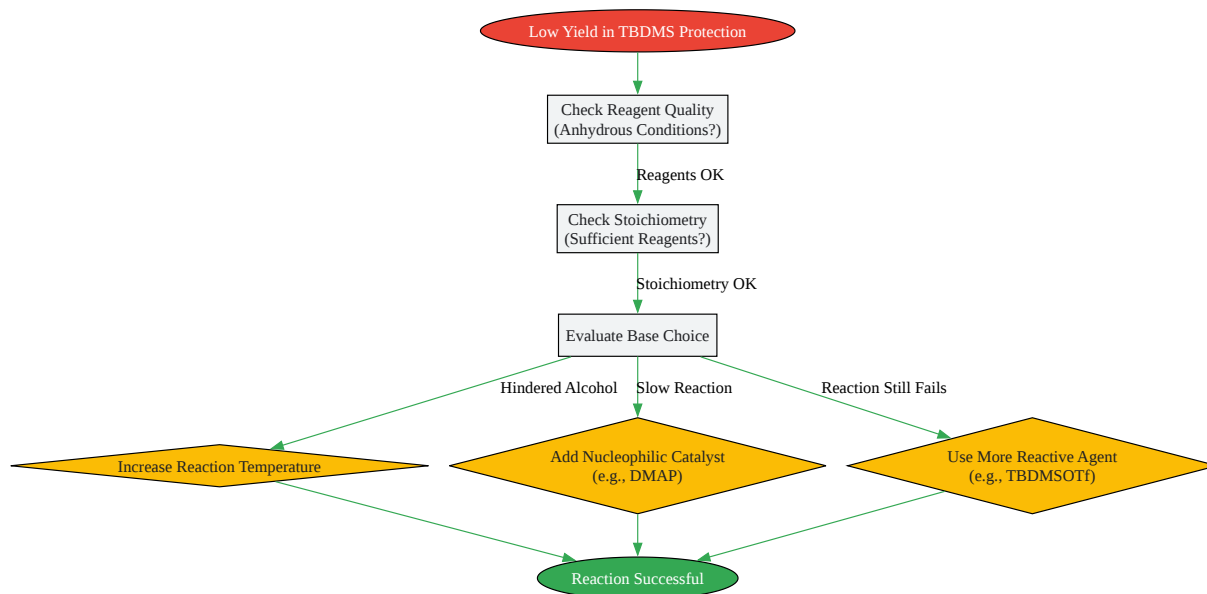 Low Yield in TBDMS Protection
Check Reagent Quality
(Anhydrous Conditions?)
Reagents OK
Check Stoichiometry
(Sufficient Reagents?)
Stoichiometry OK
Evaluate Base Choice
Hindered Alcohol
Slow Reaction
Reaction Still Fails
Increase Reaction Temperature
Add Nucleophilic Catalyst
(e.g., DMAP)
Use More Reactive Agent
(e.g., TBDMSOTf)
Reaction Successful